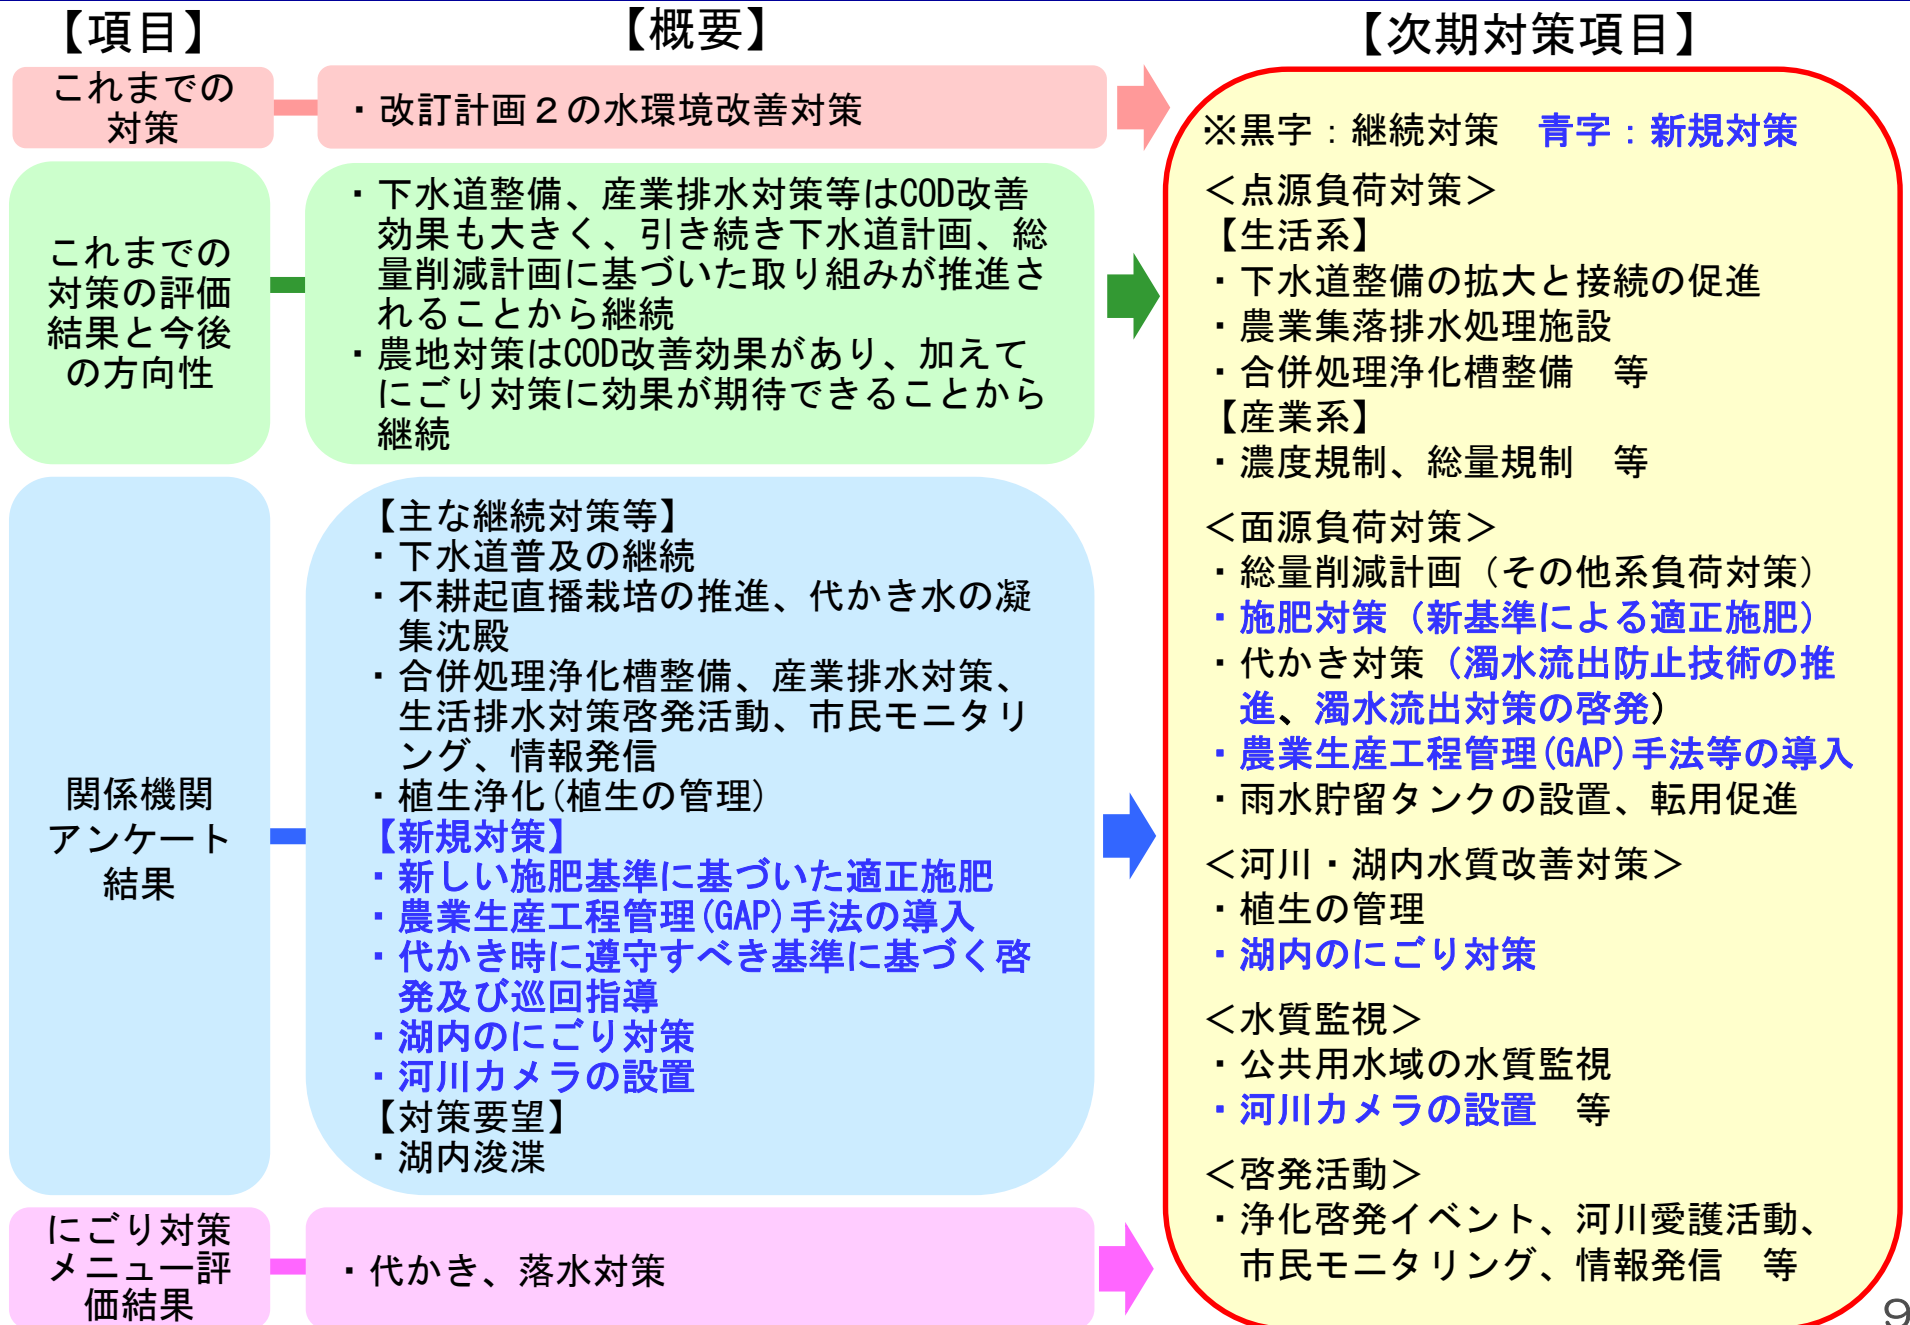 【項目】
【概要】
【次期対策項目】
これまでの
対策
・改訂計画２の水環境改善対策
これまでの
対策の評価
結果と今後
の方向性
・下水道整備、産業排水対策等はCOD改善
効果も大きく、引き続き下水道計画、総
量削減計画に基づいた取り組みが推進さ
れることから継続
・農地対策はCOD改善効果があり、加えて
にごり対策に効果が期待できることから
継続
関係機関
アンケート
結果
【主な継続対策等】
・下水道普及の継続
・不耕起直播栽培の推進、代かき水の凝
集沈殿
・合併処理浄化槽整備、産業排水対策、
生活排水対策啓発活動、市民モニタリ
ング、情報発信
・植生浄化(植生の管理)
【新規対策】
・新しい施肥基準に基づいた適正施肥
・農業生産工程管理(GAP)手法の導入
・代かき時に遵守すべき基準に基づく啓
発及び巡回指導
・湖内のにごり対策
・河川カメラの設置
【対策要望】
・湖内浚渫
にごり対策
メニュー評
価結果
・代かき、落水対策
※黒字：継続対策　青字：新規対策
＜点源負荷対策＞
【生活系】
・下水道整備の拡大と接続の促進
・農業集落排水処理施設
・合併処理浄化槽整備　等
【産業系】
・濃度規制、総量規制　等
＜面源負荷対策＞
・総量削減計画（その他系負荷対策）
・施肥対策（新基準による適正施肥）
・代かき対策（濁水流出防止技術の推
進、濁水流出対策の啓発）
・農業生産工程管理(GAP)手法等の導入
・雨水貯留タンクの設置、転用促進
＜河川・湖内水質改善対策＞
・植生の管理
・湖内のにごり対策
＜水質監視＞
・公共用水域の水質監視
・河川カメラの設置　等
＜啓発活動＞
・浄化啓発イベント、河川愛護活動、
市民モニタリング、情報発信　等
9